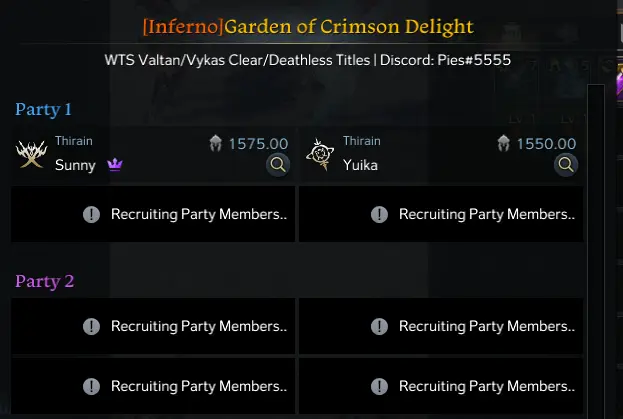 [Inferno]Garden of Crimson Delight
WTS Valtan/Vykas Clear/Deathless Titles | Discord: Pies#5555
Party 1
Thirain 1575.00 Thirain 1550.00
Sunny Yuika
Recruiting Party Members.. Recruiting Party Members..
Party 2
Recruiting Party Members.. Recruiting Party Members..
Recruiting Party Members.. Recruiting Party Members..